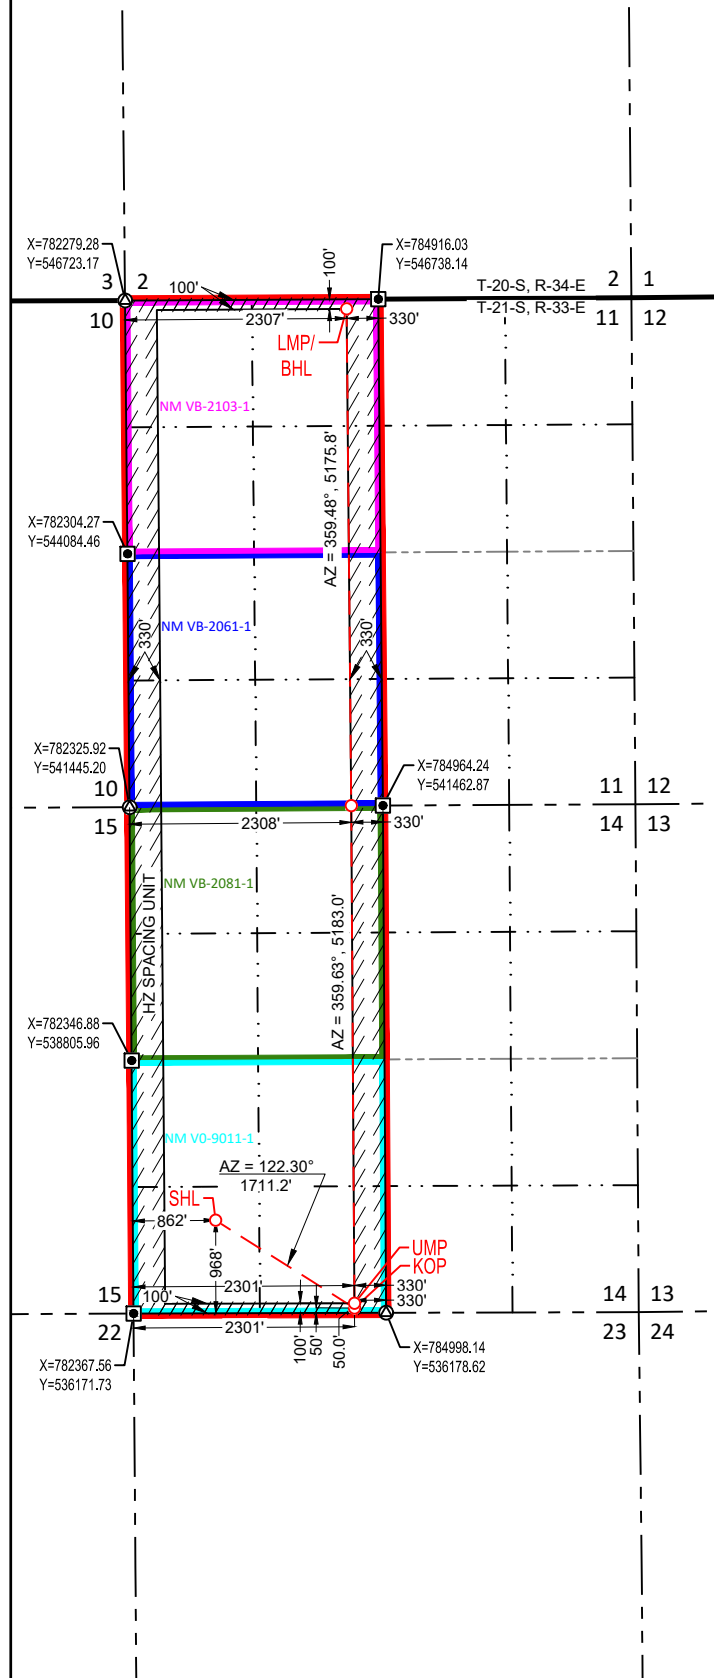 X=782279.28
Y=546723.17
X=784916.03
Y=546738.14
3
2
100'
100'
T-20-S, R-34-E
2
1
T-21-S, R-33-E
10
2307'
330'
11
12
LMP/
BHL
NM VB-2103-1
AZ = 359.48°, 5175.8'
X=782304.27
Y=544084.46
NM VB-2061-1
330'
330'
X=782325.92
Y=541445.20
X=784964.24
Y=541462.87
10
11
12
15
2308'
330'
14
13
NM VB-2081-1
HZ SPACING UNIT
AZ = 359.63°, 5183.0'
X=782346.88
Y=538805.96
NM V0-9011-1
AZ = 122.30°
1711.2'
SHL
862'
968'
UMP
KOP
15
2301'
330'
14
13
100'
330'
22
2301'
100'
50'
50.0'
23
24
X=782367.56
Y=536171.73
X=784998.14
Y=536178.62